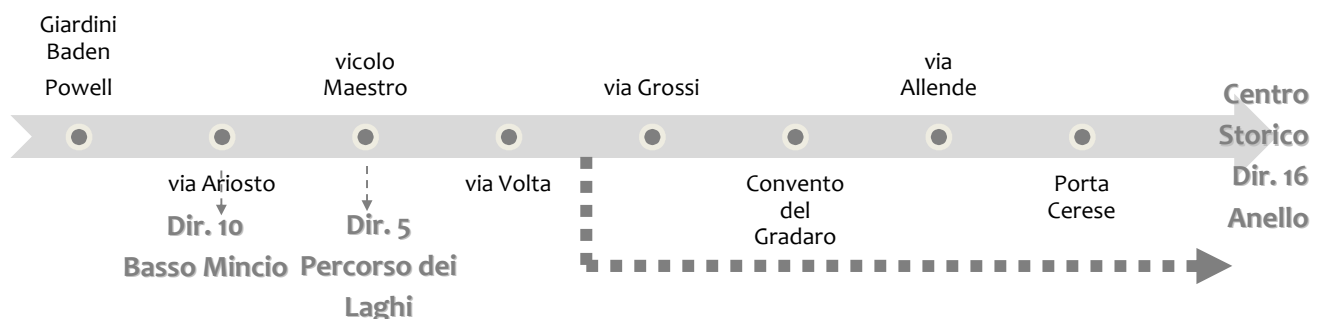 Giardini
Baden
Powell
via Ariosto
Dir. 10
Basso Mincio
vicolo
Maestro
Dir. 5
Percorso dei
Laghi
via Volta
via Grossi
Convento
del
Gradaro
via
Allende
Porta
Cerese
Centro
Storico
Dir. 16
Anello